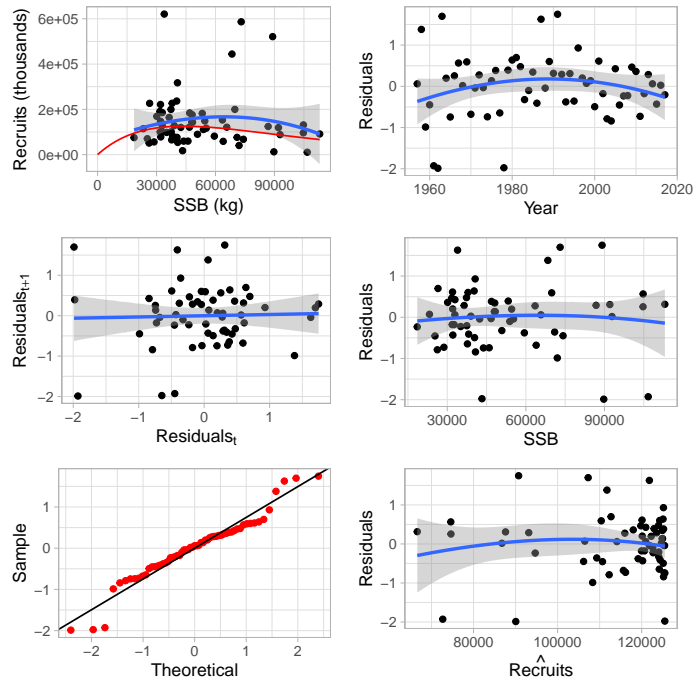 Recruits (thousands)
6e+05
4e+05
2e+05
0e+00
0 30000 60000 90000
SSB (kg)
Residuals
1
0
−1
−2
1960 1980 2000 2020
Year
Residuals_t+1
1
0
−1
−2
−2 −1 0 1
Residuals_t
Residuals
1
0
−1
−2
30000 60000 90000
SSB
Sample
1
0
−1
−2
−2 −1 0 1 2
Theoretical
Residuals
1
0
−1
−2
80000 100000 120000
Recruits^